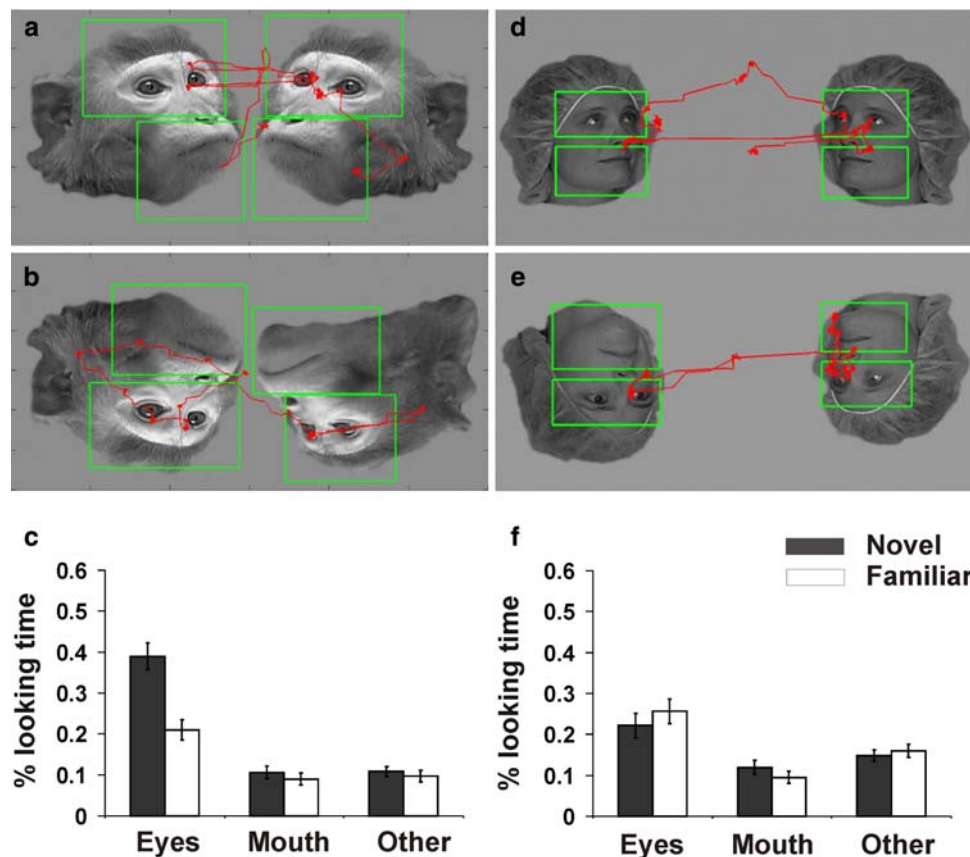 a
d
b
e
c
f
Novel
Familiar
% looking time
0.6
0.5
0.4
0.3
0.2
0.1
0
Eyes Mouth Other
% looking time
0.6
0.5
0.4
0.3
0.2
0.1
0
Eyes Mouth Other